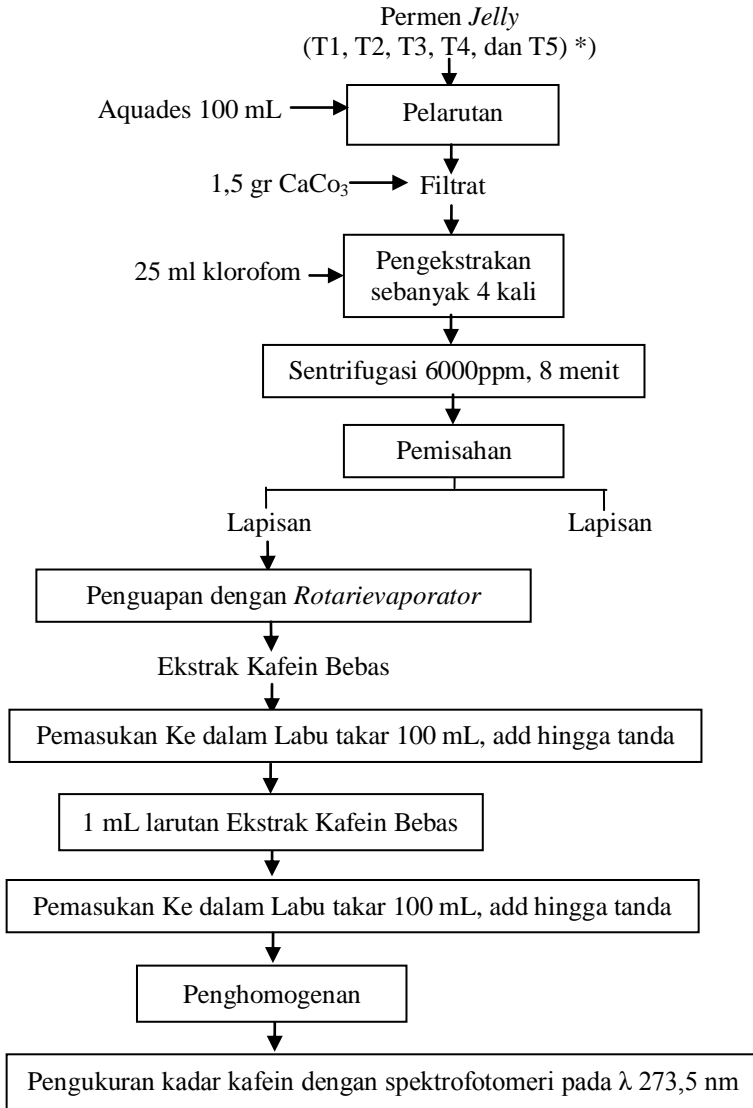 Permen Jelly
(T1, T2, T3, T4, dan T5) *)
Aquades 100 mL
Pelarutan
1,5 gr CaCo₃
Filtrat
25 ml klorofom
Pengekstrakan
sebanyak 4 kali
Sentrifugasi 6000ppm, 8 menit
Pemisahan
Lapisan
Lapisan
Penguapan dengan Rotarievaporator
Ekstrak Kafein Bebas
Pemasukan Ke dalam Labu takar 100 mL, add hingga tanda
1 mL larutan Ekstrak Kafein Bebas
Pemasukan Ke dalam Labu takar 100 mL, add hingga tanda
Penghomogenan
Pengukuran kadar kafein dengan spektrofotomeri pada λ 273,5 nm